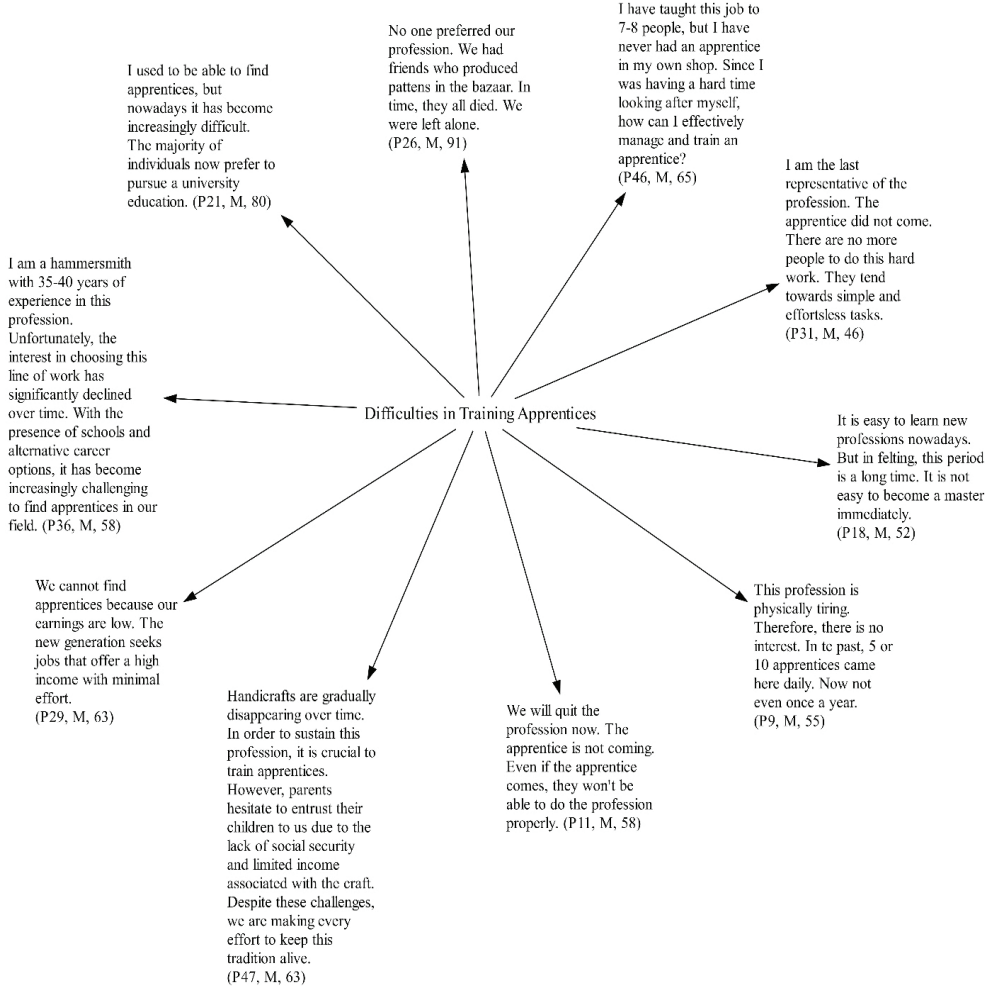 No one preferred our
profession. We had
friends who produced
pattens in the bazaar. In
time, they all died. We
were left alone.
(P26, M, 91)
I have taught this job to
7-8 people, but I have
never had an apprentice
in my own shop. Since I
was having a hard time
looking after myself,
how can I effectively
manage and train an
apprentice?
(P46, M, 65)
I used to be able to find
apprentices, but
nowadays it has become
increasingly difficult.
The majority of
individuals now prefer to
pursue a university
education. (P21, M, 80)
I am the last
representative of the
profession. The
apprentice did not come.
There are no more
people to do this hard
work. They tend
towards simple and
effortless tasks.
(P31, M, 46)
I am a hammersmith
with 35-40 years of
experience in this
profession.
Unfortunately, the
interest in choosing this
line of work has
significantly declined
over time. With the
presence of schools and
alternative career
options, it has become
increasingly challenging
to find apprentices in our
field. (P36, M, 58)
Difficulties in Training Apprentices
It is easy to learn new
professions nowadays.
But in felting, this period
is a long time. It is not
easy to become a master
immediately.
(P18, M, 52)
We cannot find
apprentices because our
earnings are low. The
new generation seeks
jobs that offer a high
income with minimal
effort.
(P29, M, 63)
This profession is
physically tiring.
Therefore, there is no
interest. In te past, 5 or
10 apprentices came
here daily. Now not
even once a year.
(P9, M, 55)
Handicrafts are gradually
disappearing over time.
In order to sustain this
profession, it is crucial to
train apprentices.
However, parents
hesitate to entrust their
children to us due to the
lack of social security
and limited income
associated with the craft.
Despite these challenges,
we are making every
effort to keep this
tradition alive.
(P47, M, 63)
We will quit the
profession now. The
apprentice is not coming.
Even if the apprentice
comes, they won't be
able to do the profession
properly. (P11, M, 58)